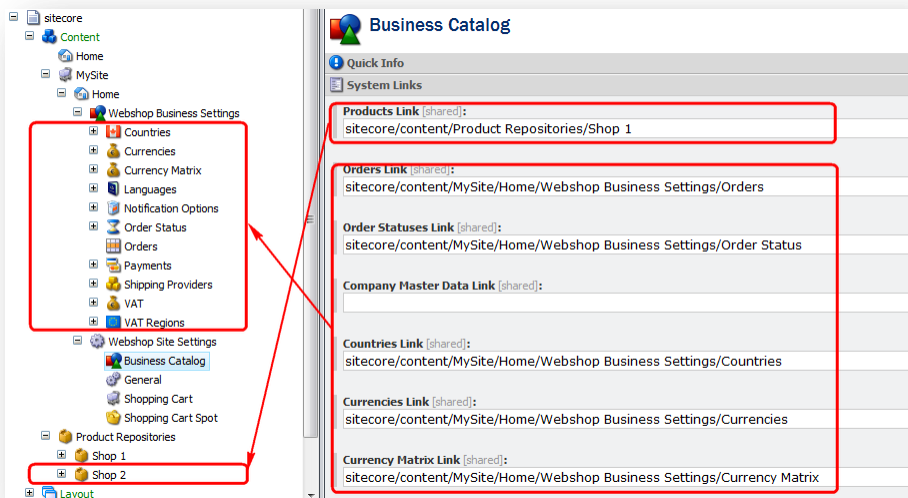 sitecore
Content
Home
MySite
Home
Webshop Business Settings
Countries
Currencies
Currency Matrix
Languages
Notification Options
Order Status
Orders
Payments
Shipping Providers
VAT
VAT Regions
Webshop Site Settings
Business Catalog
General
Shopping Cart
Shopping Cart Spot
Product Repositories
Shop 1
Shop 2
Layout
Business Catalog
Quick Info
System Links
Products Link [shared]:
sitecore/content/Product Repositories/Shop 1
Orders Link [shared]:
sitecore/content/MySite/Home/Webshop Business Settings/Orders
Order Statuses Link [shared]:
sitecore/content/MySite/Home/Webshop Business Settings/Order Status
Company Master Data Link [shared]:
Countries Link [shared]:
sitecore/content/MySite/Home/Webshop Business Settings/Countries
Currencies Link [shared]:
sitecore/content/MySite/Home/Webshop Business Settings/Currencies
Currency Matrix Link [shared]:
sitecore/content/MySite/Home/Webshop Business Settings/Currency Matrix